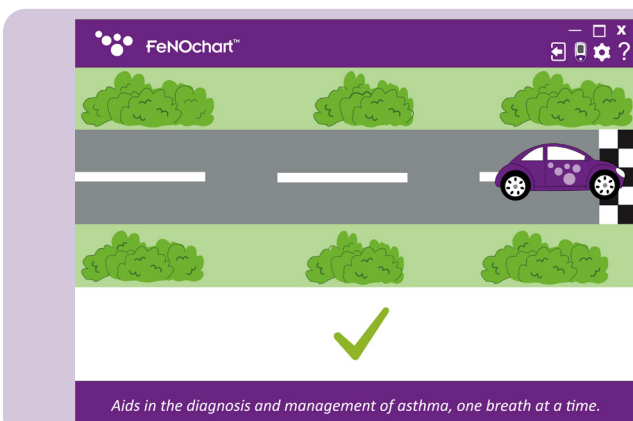 FeNOchart™
Aids in the diagnosis and management of asthma, one breath at a time.